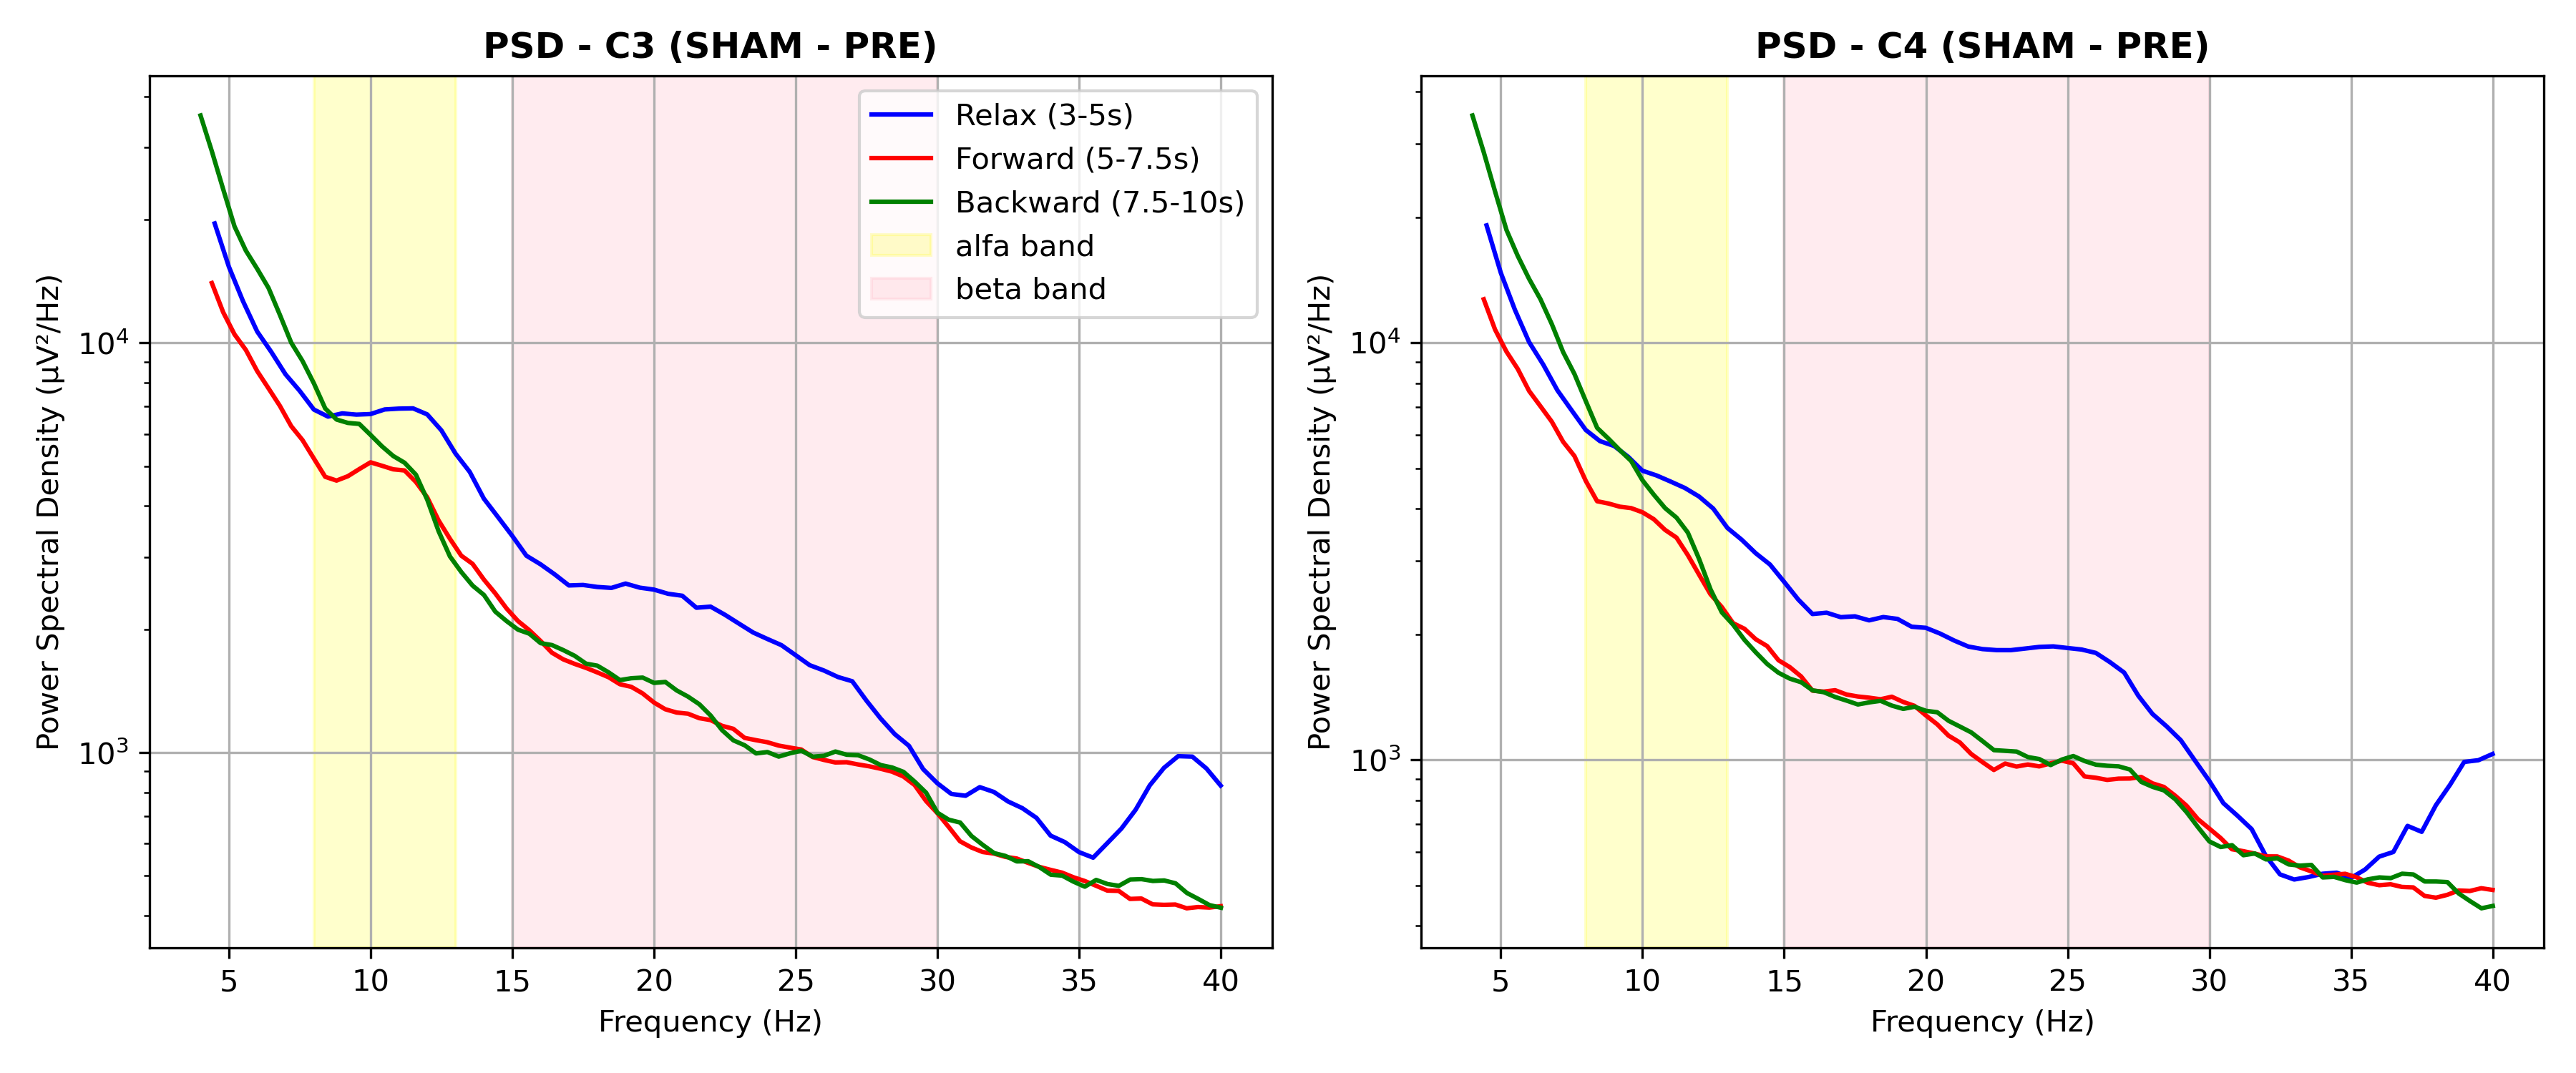 PSD - C3 (SHAM - PRE)
Power Spectral Density (µV²/Hz)
10⁴
10³
Relax (3-5s)
Forward (5-7.5s)
Backward (7.5-10s)
alfa band
beta band
5 10 15 20 25 30 35 40
Frequency (Hz)
PSD - C4 (SHAM - PRE)
Power Spectral Density (µV²/Hz)
10⁴
10³
5 10 15 20 25 30 35 40
Frequency (Hz)